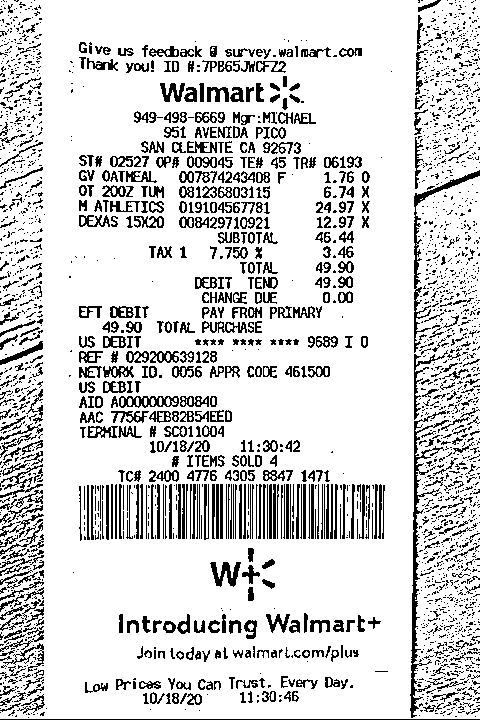 Give us feedback @ survey.walmart.com
Thank you! ID #:7PB65JWCFZ2
Walmart
949-498-6669 Mgr:MICHAEL
951 AVENIDA PICO
SAN CLEMENTE CA 92673
ST# 02527 OP# 009045 TE# 45 TR# 06193
GV OATMEAL 007874243408 F 1.76 O
OT 20OZ TUM 081236803115 6.74 X
M ATHLETICS 019104567781 24.97 X
DEXAS 15X20 008429710921 12.97 X
SUBTOTAL 46.44
TAX 1 7.750 % 3.46
TOTAL 49.90
DEBIT TEND 49.90
CHANGE DUE 0.00
EFT DEBIT PAY FROM PRIMARY
49.90 TOTAL PURCHASE
US DEBIT **** **** **** 9689 I 0
REF # 029200639128
NETWORK ID. 0056 APPR CODE 461500
US DEBIT
AID A0000000980840
AAC 7756F4EB82B54EED
TERMINAL # SC011004
10/18/20 11:30:42
# ITEMS SOLD 4
TC# 2400 4776 4305 8847 1471
W+
Introducing Walmart+
Join today at walmart.com/plus
Low Prices You Can Trust. Every Day.
10/18/20 11:30:46